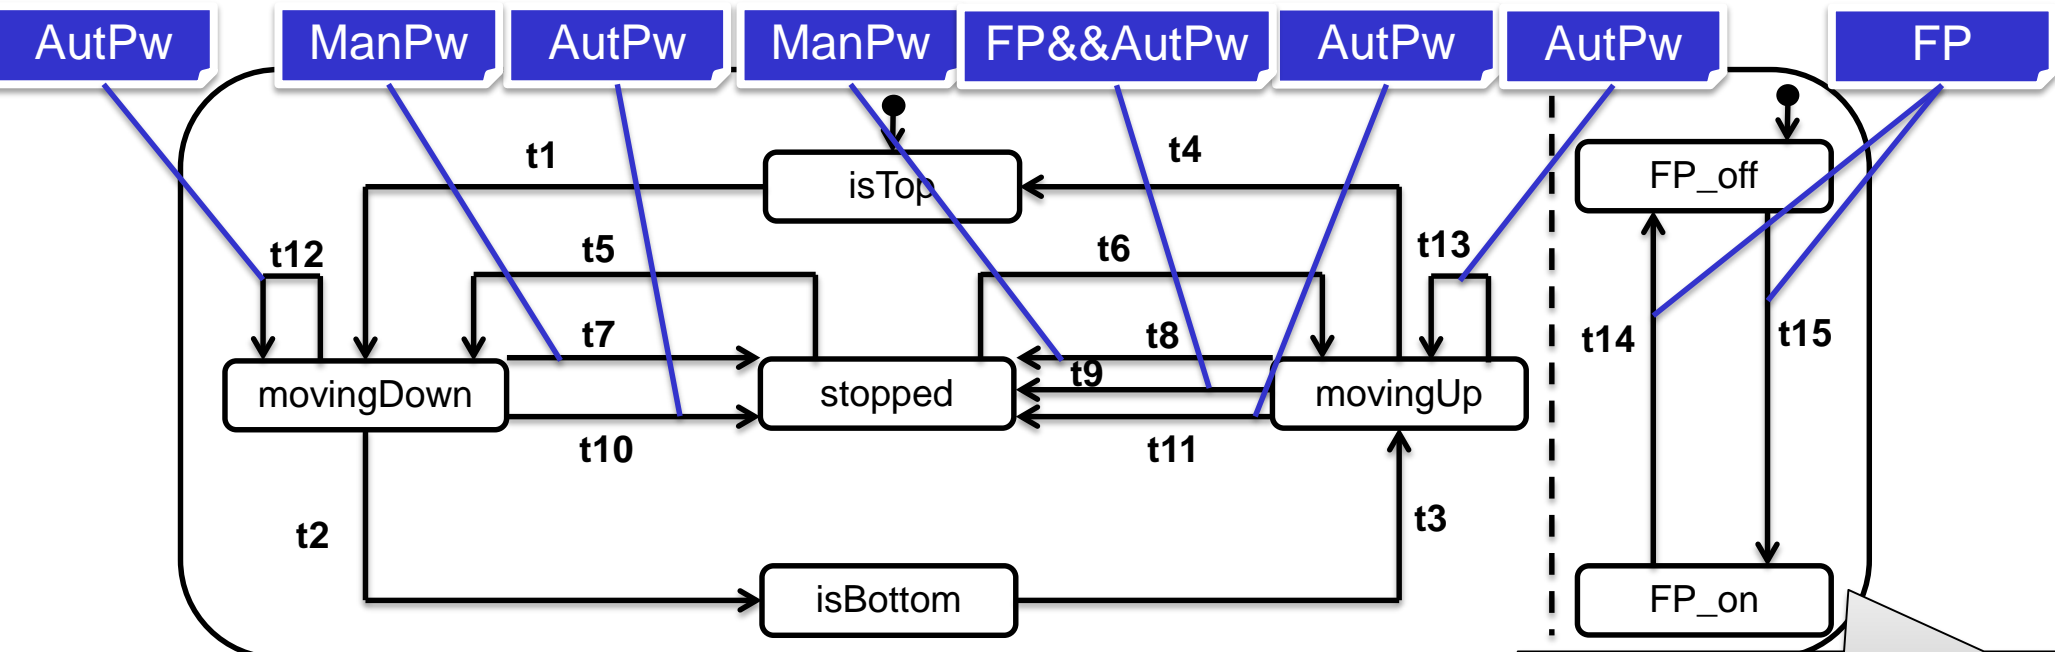 AutPw
ManPw
AutPw
ManPw
FP&&AutPw
AutPw
AutPw
FP
t1
isTop
t4
FP_off
t12
t5
t6
t13
t7
t8
t14
t15
t9
movingDown
stopped
movingUp
t10
t11
t2
t3
isBottom
FP_on